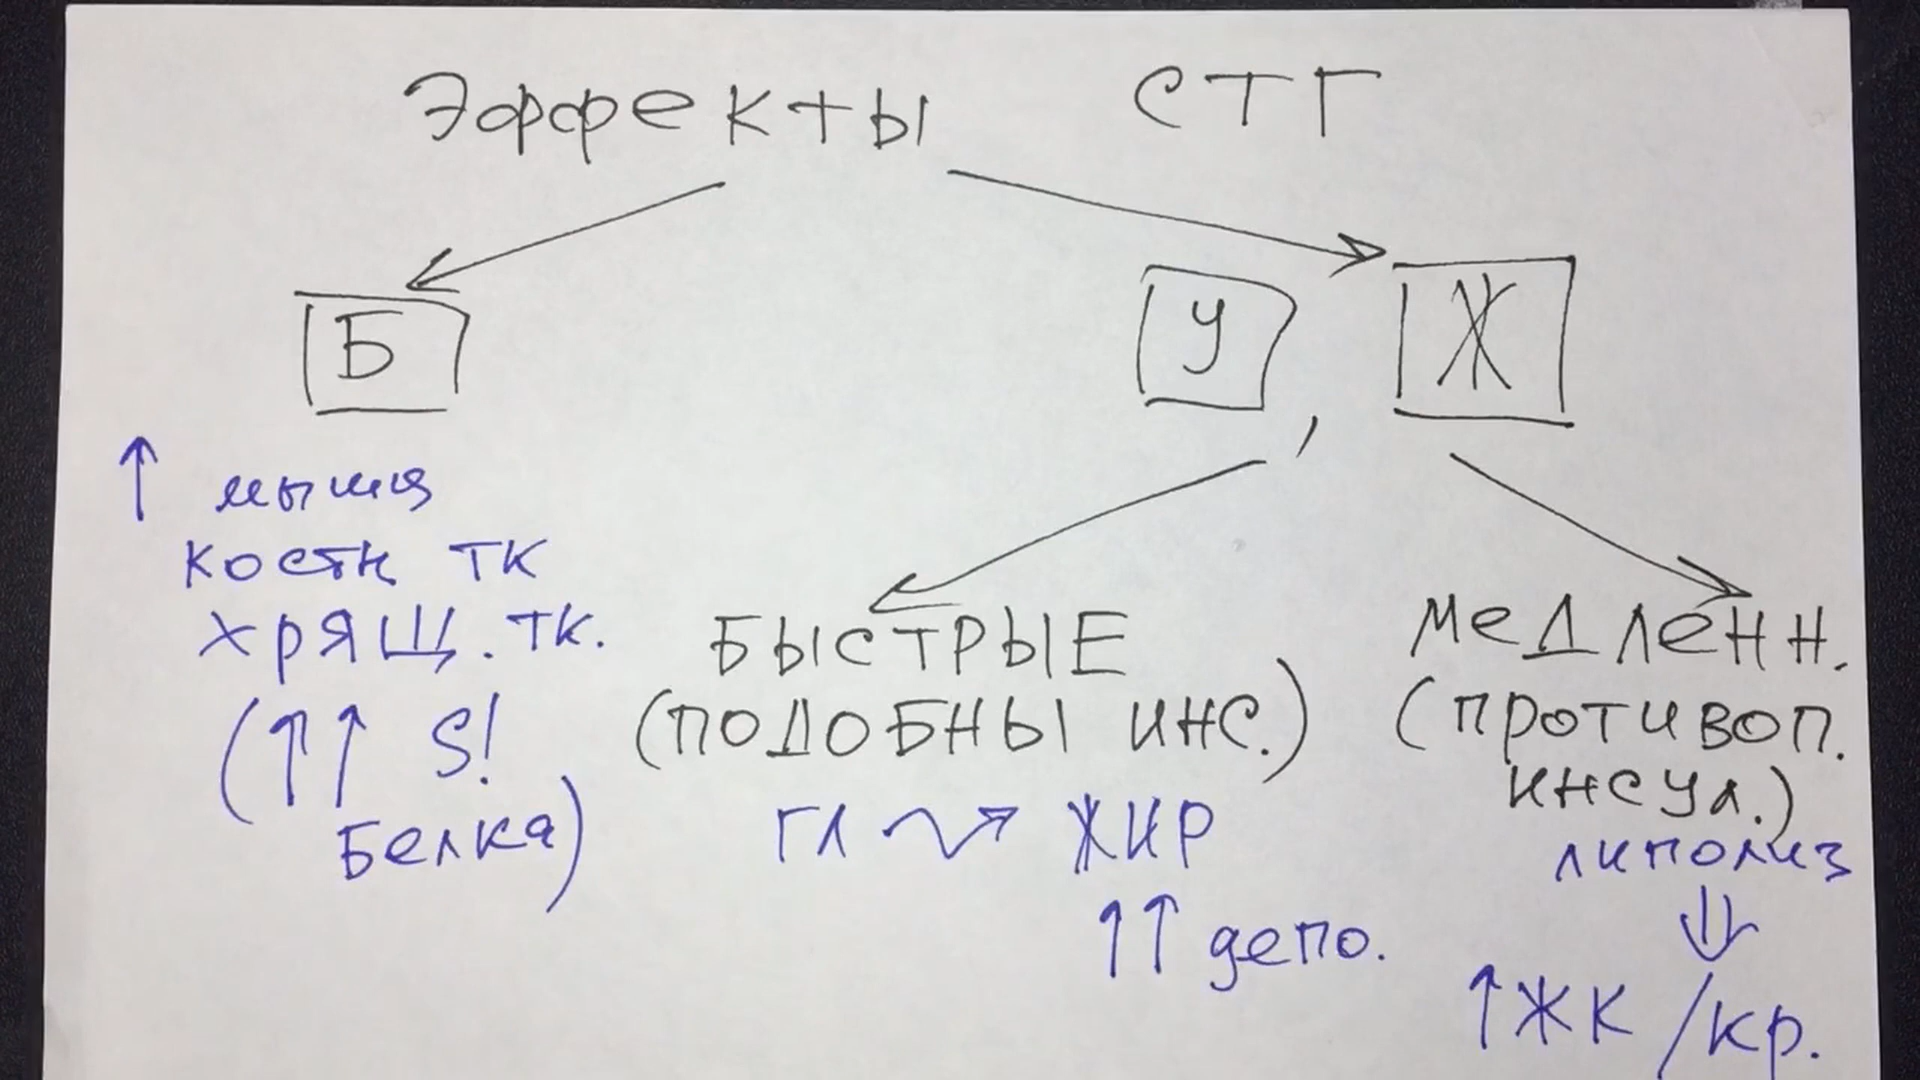 Эффекты СТГ
Б
У, Ж
↑ мышц
костн ТК
хрящ. ТК.
(↑↑ S!
Белка)
БЫСТРЫЕ
(ПОДОБНЫ ИНС.)
ГЛ ⇝ ЖИР
↑↑ депо.
МЕДЛЕНН.
(противоп.
инсул.)
липолиз
⇓
↑ЖК /кр.